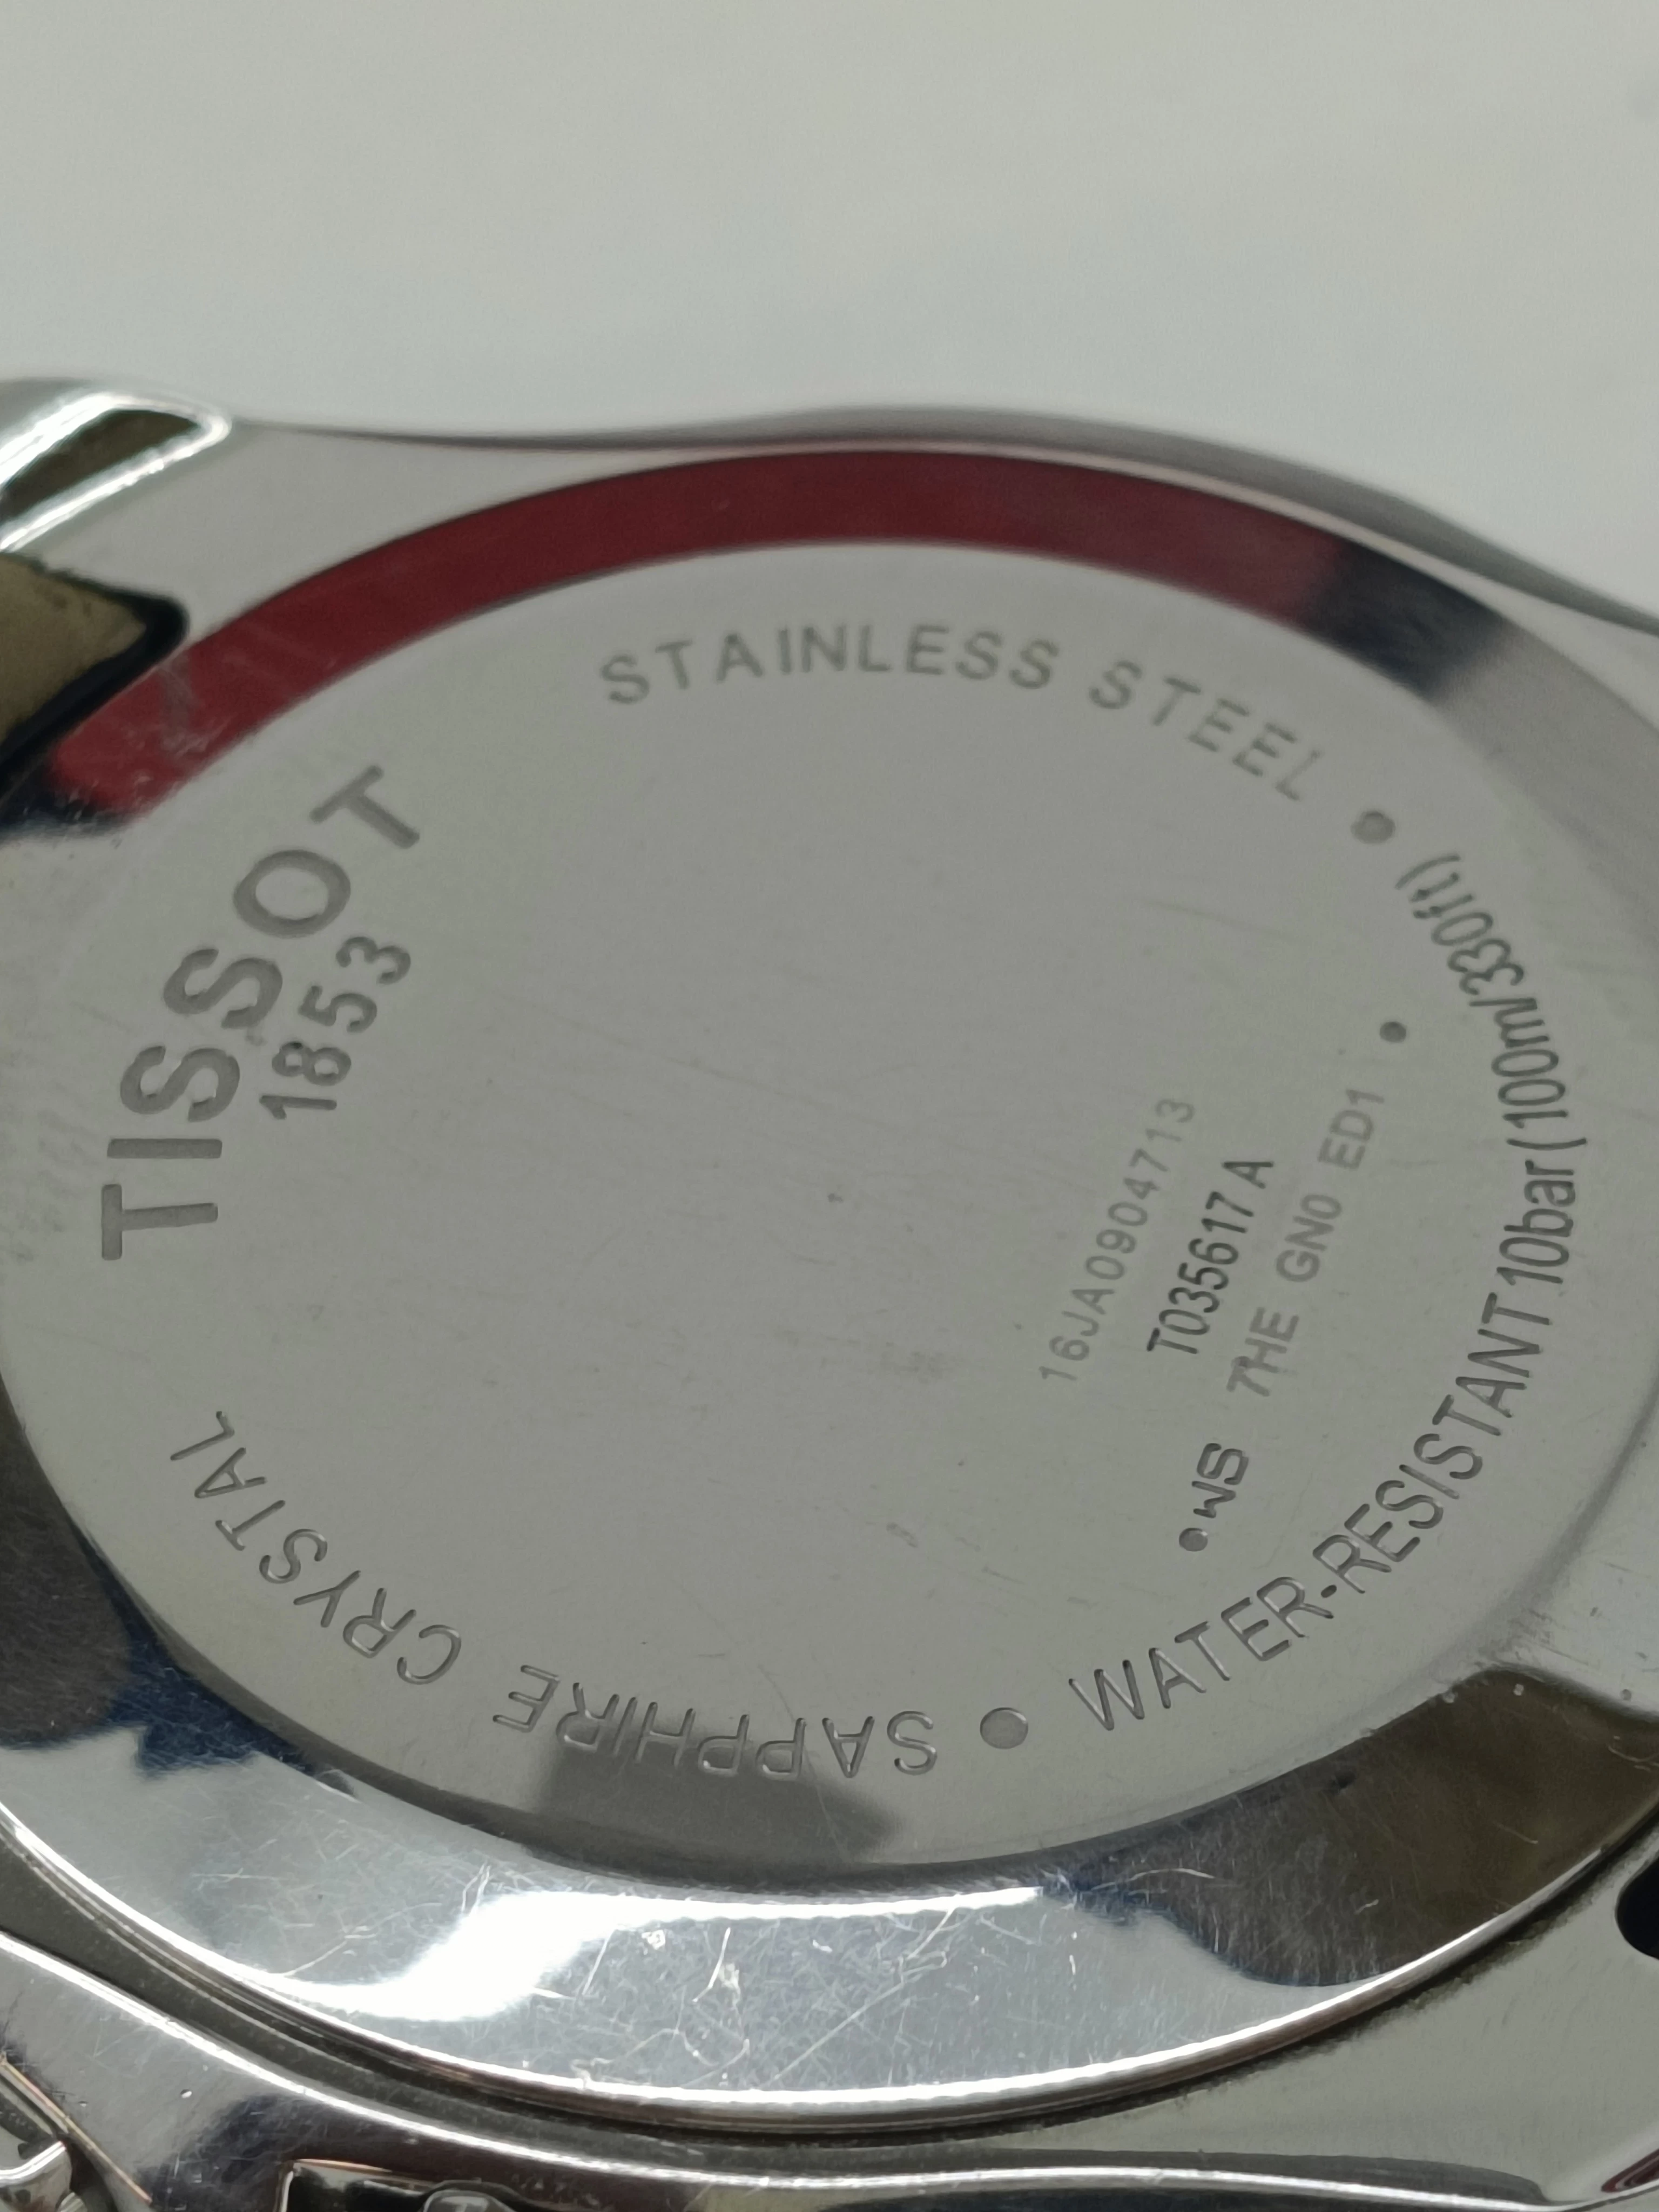 TISSOT
1853
STAINLESS STEEL • WATER-RESISTANT 10bar (100m/330ft) • SAPPHIRE CRYSTAL
16JA0904713
T035617 A
• WS 7HE GN0 ED1 •